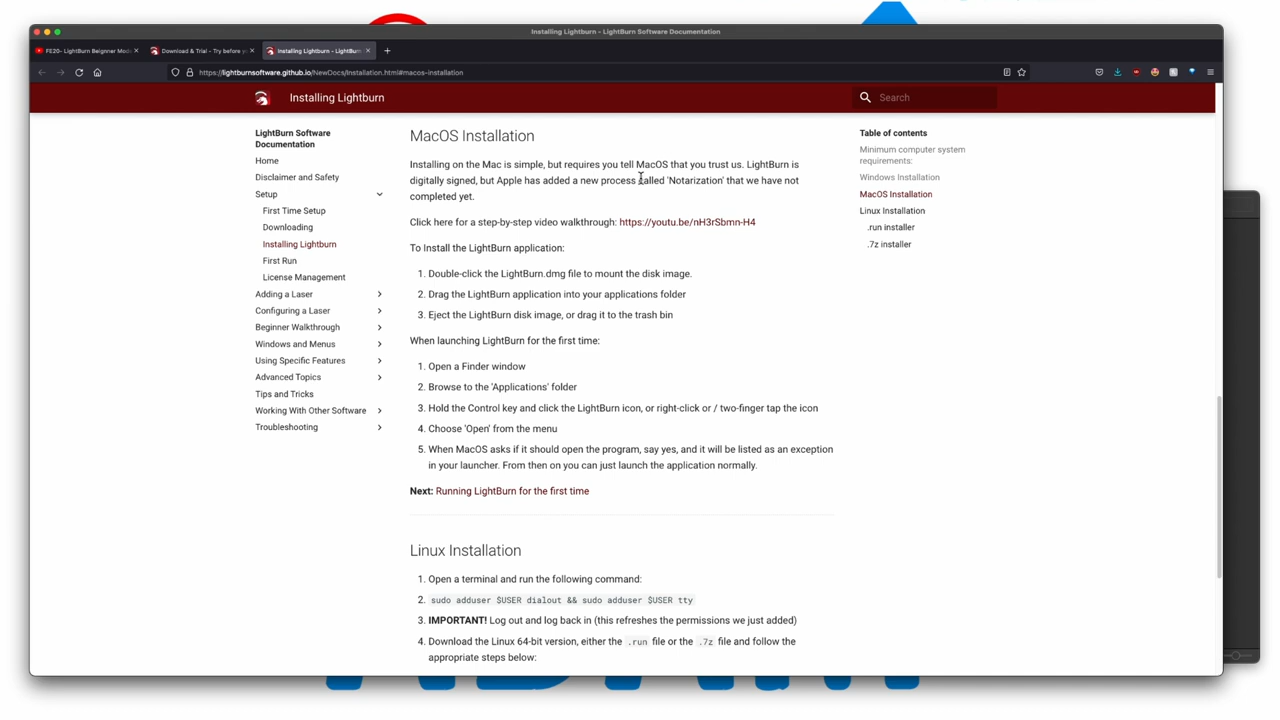 Installing Lightburn - LightBurn Software Documentation
FE20- LightBurn Beignner Mod
Download & Trial - Try before y
Installing Lightburn - LightBurn
https://lightburnsoftware.github.io/NewDocs/Installation.html#macos-installation
Installing Lightburn
Search
LightBurn Software
Documentation
Home
Disclaimer and Safety
Setup
First Time Setup
Downloading
Installing Lightburn
First Run
License Management
Adding a Laser
Configuring a Laser
Beginner Walkthrough
Windows and Menus
Using Specific Features
Advanced Topics
Tips and Tricks
Working With Other Software
Troubleshooting
MacOS Installation
Installing on the Mac is simple, but requires you tell MacOS that you trust us. LightBurn is
digitally signed, but Apple has added a new process called 'Notarization' that we have not
completed yet.
Click here for a step-by-step video walkthrough: https://youtu.be/nH3rSbmn-H4
To Install the LightBurn application:
1. Double-click the LightBurn.dmg file to mount the disk image.
2. Drag the LightBurn application into your applications folder
3. Eject the LightBurn disk image, or drag it to the trash bin
When launching LightBurn for the first time:
1. Open a Finder window
2. Browse to the 'Applications' folder
3. Hold the Control key and click the LightBurn icon, or right-click or / two-finger tap the icon
4. Choose 'Open' from the menu
5. When MacOS asks if it should open the program, say yes, and it will be listed as an exception
in your launcher. From then on you can just launch the application normally.
Next: Running LightBurn for the first time
Linux Installation
1. Open a terminal and run the following command:
2. sudo adduser $USER dialout && sudo adduser $USER tty
3. IMPORTANT! Log out and log back in (this refreshes the permissions we just added)
4. Download the Linux 64-bit version, either the .run file or the .7z file and follow the
appropriate steps below:
Table of contents
Minimum computer system
requirements:
Windows Installation
MacOS Installation
Linux Installation
.run installer
.7z installer